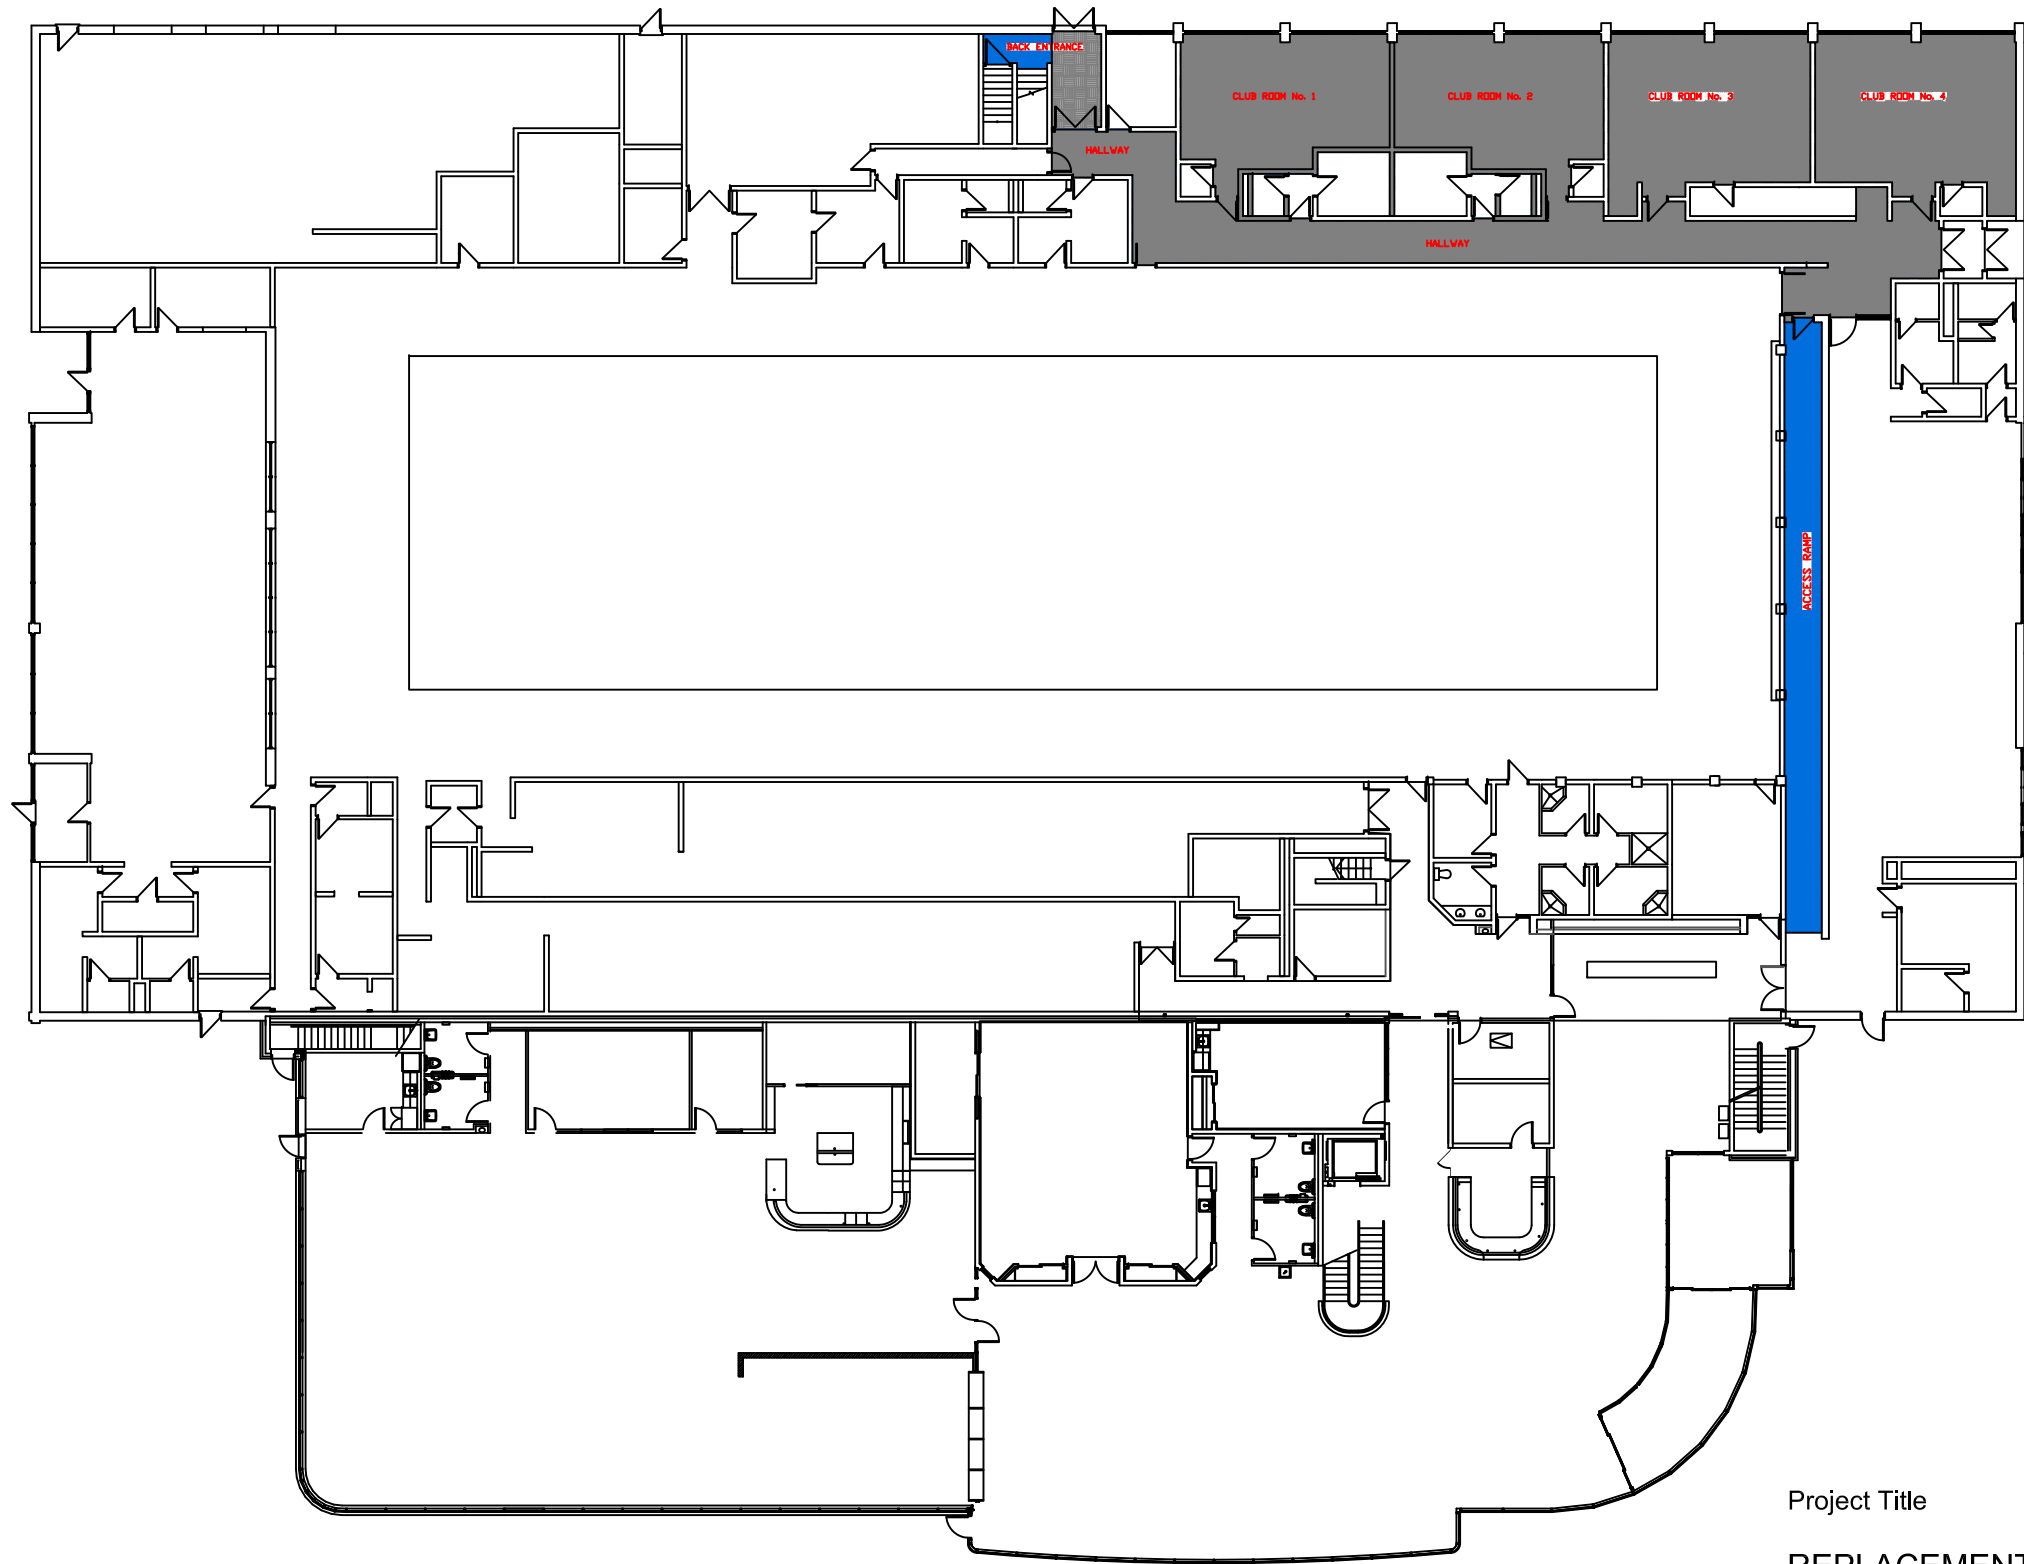 BACK ENTRANCE
CLUB ROOM No. 1
CLUB ROOM No. 2
CLUB ROOM No. 3
CLUB ROOM No. 4
HALLWAY
HALLWAY
ACCESS RAMP
Project Title
REPLACEMENT